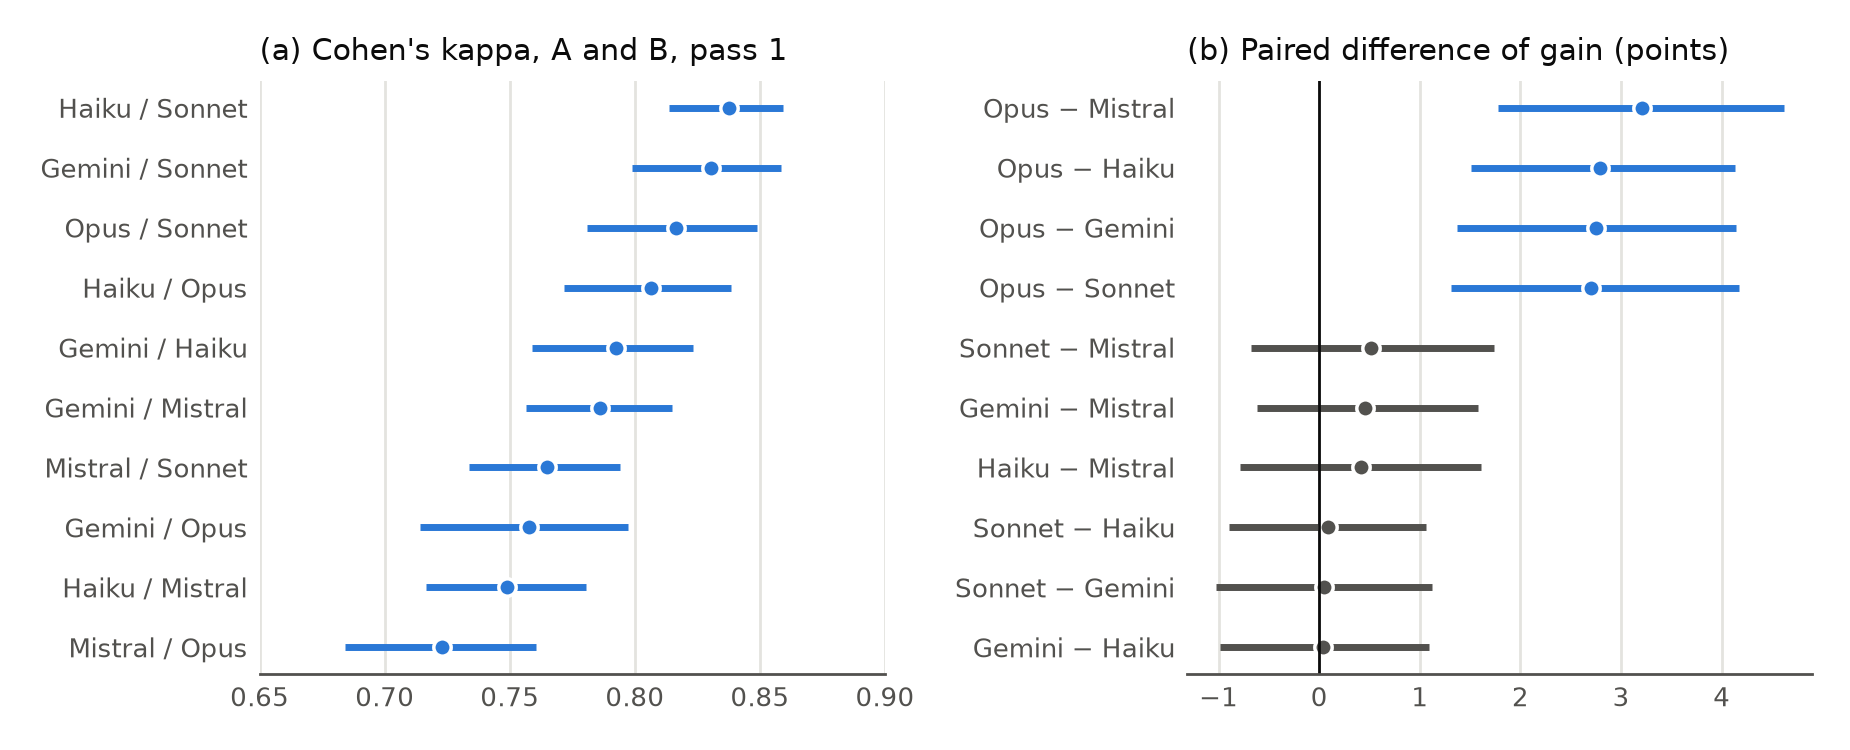 (a) Cohen's kappa, A and B, pass 1
Haiku / Sonnet
Gemini / Sonnet
Opus / Sonnet
Haiku / Opus
Gemini / Haiku
Gemini / Mistral
Mistral / Sonnet
Gemini / Opus
Haiku / Mistral
Mistral / Opus
0.65 0.70 0.75 0.80 0.85 0.90
(b) Paired difference of gain (points)
Opus − Mistral
Opus − Haiku
Opus − Gemini
Opus − Sonnet
Sonnet − Mistral
Gemini − Mistral
Haiku − Mistral
Sonnet − Haiku
Sonnet − Gemini
Gemini − Haiku
−1 0 1 2 3 4